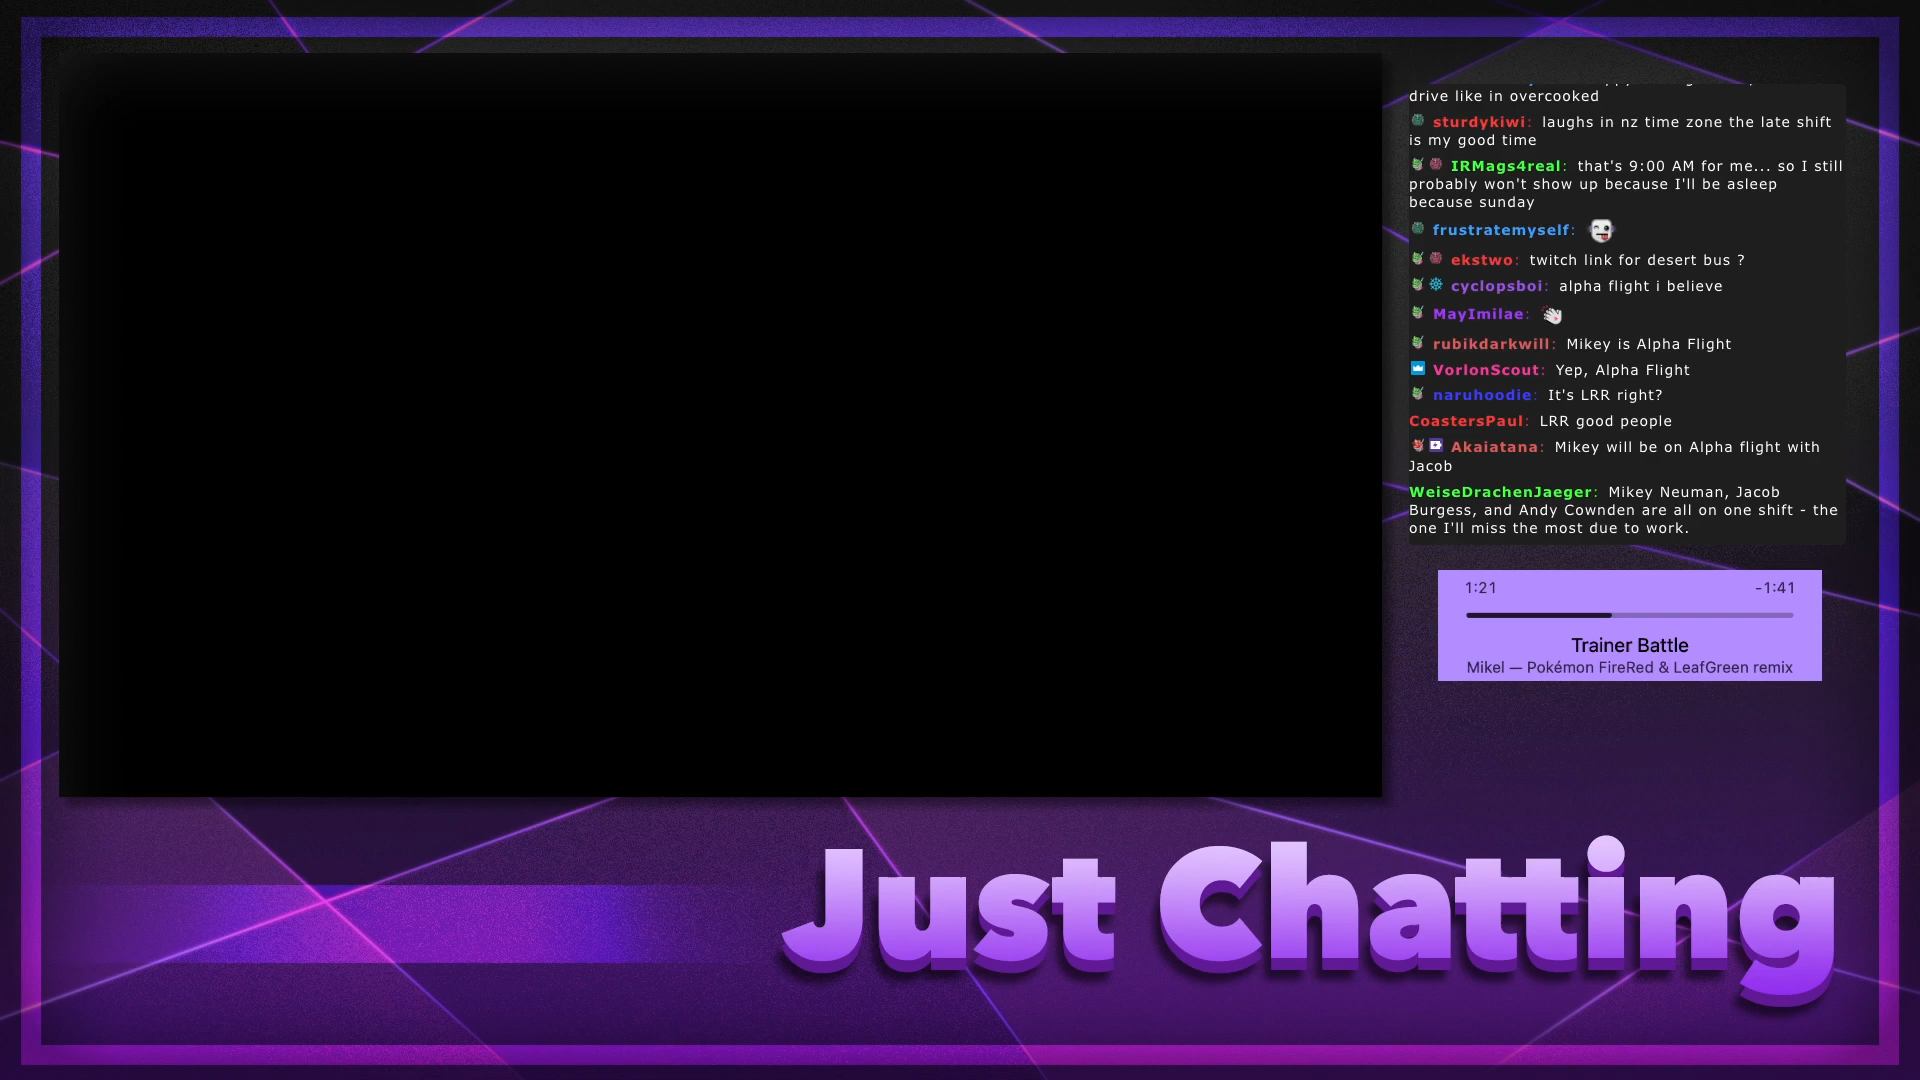 drive like in overcooked
sturdykiwi: laughs in nz time zone the late shift
is my good time
IRMags4real: that's 9:00 AM for me... so I still
probably won't show up because I'll be asleep
because sunday
frustratemyself:
ekstwo: twitch link for desert bus ?
cyclopsboi: alpha flight i believe
MayImilae:
rubikdarkwill: Mikey is Alpha Flight
VorlonScout: Yep, Alpha Flight
naruhoodie: It's LRR right?
CoastersPaul: LRR good people
Akaiatana: Mikey will be on Alpha flight with
Jacob
WeiseDrachenJaeger: Mikey Neuman, Jacob
Burgess, and Andy Cownden are all on one shift - the
one I'll miss the most due to work.
1:21 -1:41
Trainer Battle
Mikel — Pokémon FireRed & LeafGreen remix
Just Chatting